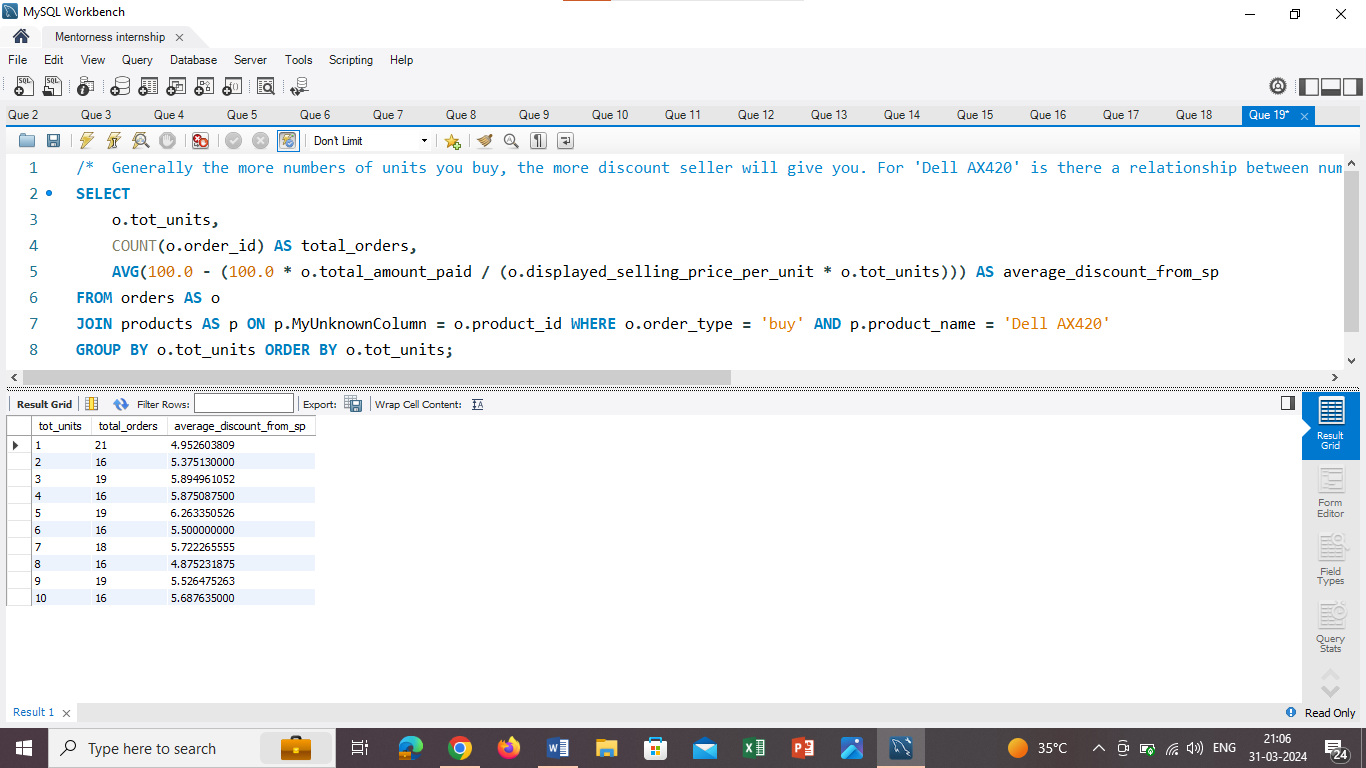 MySQL Workbench
Mentorness internship
File Edit View Query Database Server Tools Scripting Help
Que 2 Que 3 Que 4 Que 5 Que 6 Que 7 Que 8 Que 9 Que 10 Que 11 Que 12 Que 13 Que 14 Que 15 Que 16 Que 17 Que 18 Que 19*
Don't Limit
1 /* Generally the more numbers of units you buy, the more discount seller will give you. For 'Dell AX420' is there a relationship between num
2 SELECT
3 o.tot_units,
4 COUNT(o.order_id) AS total_orders,
5 AVG(100.0 - (100.0 * o.total_amount_paid / (o.displayed_selling_price_per_unit * o.tot_units))) AS average_discount_from_sp
6 FROM orders AS o
7 JOIN products AS p ON p.MyUnknownColumn = o.product_id WHERE o.order_type = 'buy' AND p.product_name = 'Dell AX420'
8 GROUP BY o.tot_units ORDER BY o.tot_units;
Result Grid Filter Rows: Export: Wrap Cell Content:
tot_units total_orders average_discount_from_sp
1 21 4.952603809
2 16 5.375130000
3 19 5.894961052
4 16 5.875087500
5 19 6.263350526
6 16 5.500000000
7 18 5.722265555
8 16 4.875231875
9 19 5.526475263
10 16 5.687635000
Result
Grid
Form
Editor
Field
Types
Query
Stats
Result 1
Read Only
Type here to search
35°C
ENG
21:06
31-03-2024
24